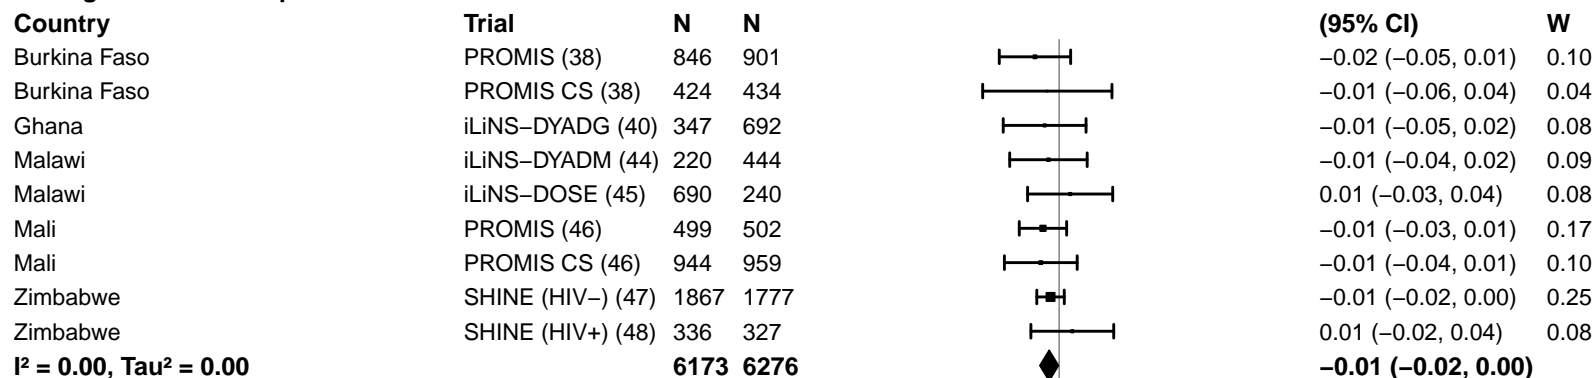 Country Trial N N (95% CI) W
Burkina Faso PROMIS (38) 846 901 −0.02 (−0.05, 0.01) 0.10
Burkina Faso PROMIS CS (38) 424 434 −0.01 (−0.06, 0.04) 0.04
Ghana iLiNS−DYADG (40) 347 692 −0.01 (−0.05, 0.02) 0.08
Malawi iLiNS−DYADM (44) 220 444 −0.01 (−0.04, 0.02) 0.09
Malawi iLiNS−DOSE (45) 690 240 0.01 (−0.03, 0.04) 0.08
Mali PROMIS (46) 499 502 −0.01 (−0.03, 0.01) 0.17
Mali PROMIS CS (46) 944 959 −0.01 (−0.04, 0.01) 0.10
Zimbabwe SHINE (HIV−) (47) 1867 1777 −0.01 (−0.02, 0.00) 0.25
Zimbabwe SHINE (HIV+) (48) 336 327 0.01 (−0.02, 0.04) 0.08
I² = 0.00, Tau² = 0.00 6173 6276 −0.01 (−0.02, 0.00)